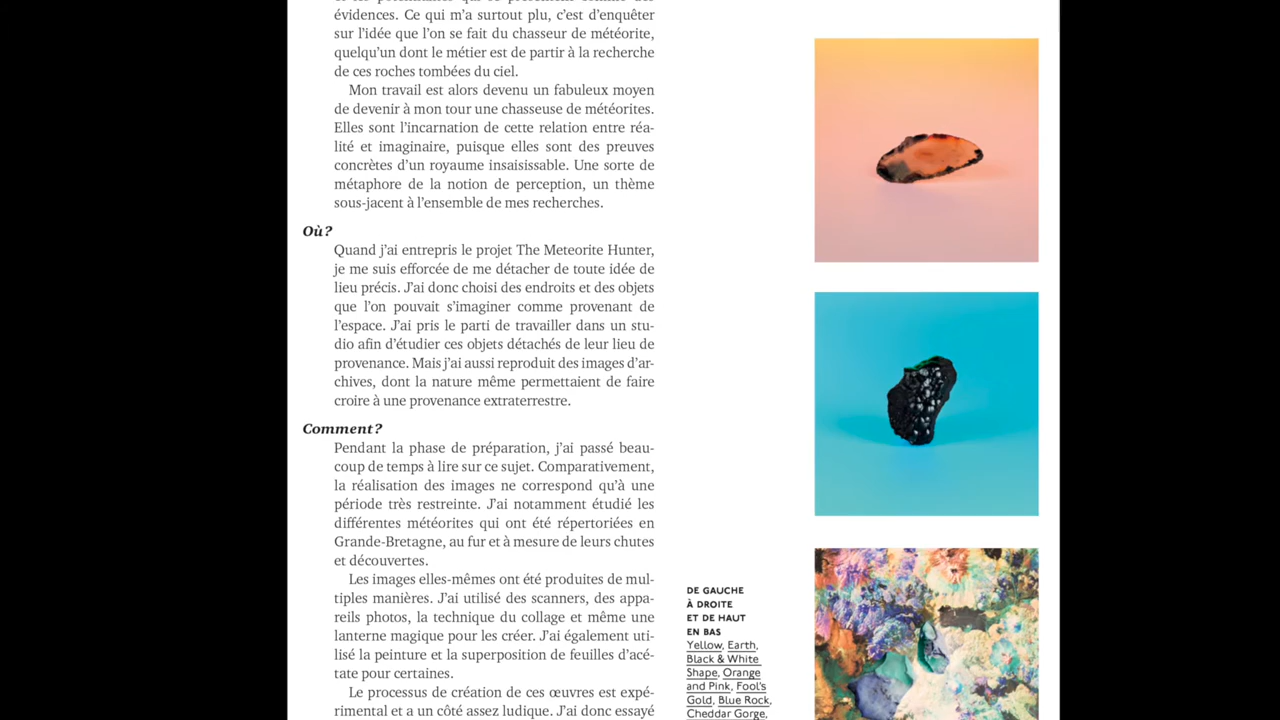 évidences. Ce qui m'a surtout plu, c'est d'enquêter
sur l'idée que l'on se fait du chasseur de météorite,
quelqu'un dont le métier est de partir à la recherche
de ces roches tombées du ciel.
Mon travail est alors devenu un fabuleux moyen
de devenir à mon tour une chasseuse de météorites.
Elles sont l'incarnation de cette relation entre réa-
lité et imaginaire, puisque elles sont des preuves
concrètes d'un royaume insaisissable. Une sorte de
métaphore de la notion de perception, un thème
sous-jacent à l'ensemble de mes recherches.
Où?
Quand j'ai entrepris le projet The Meteorite Hunter,
je me suis efforcée de me détacher de toute idée de
lieu précis. J'ai donc choisi des endroits et des objets
que l'on pouvait s'imaginer comme provenant de
l'espace. J'ai pris le parti de travailler dans un stu-
dio afin d'étudier ces objets détachés de leur lieu de
provenance. Mais j'ai aussi reproduit des images d'ar-
chives, dont la nature même permettaient de faire
croire à une provenance extraterrestre.
Comment?
Pendant la phase de préparation, j'ai passé beau-
coup de temps à lire sur ce sujet. Comparativement,
la réalisation des images ne correspond qu'à une
période très restreinte. J'ai notamment étudié les
différentes météorites qui ont été répertoriées en
Grande-Bretagne, au fur et à mesure de leurs chutes
et découvertes.
Les images elles-mêmes ont été produites de mul-
tiples manières. J'ai utilisé des scanners, des appa-
reils photos, la technique du collage et même une
lanterne magique pour les créer. J'ai également uti-
lisé la peinture et la superposition de feuilles d'acé-
tate pour certaines.
Le processus de création de ces œuvres est expé-
rimental et a un côté assez ludique. J'ai donc essayé
DE GAUCHE
À DROITE
ET DE HAUT
EN BAS
Yellow, Earth,
Black & White
Shape, Orange
and Pink, Fool's
Gold, Blue Rock,
Cheddar Gorge,